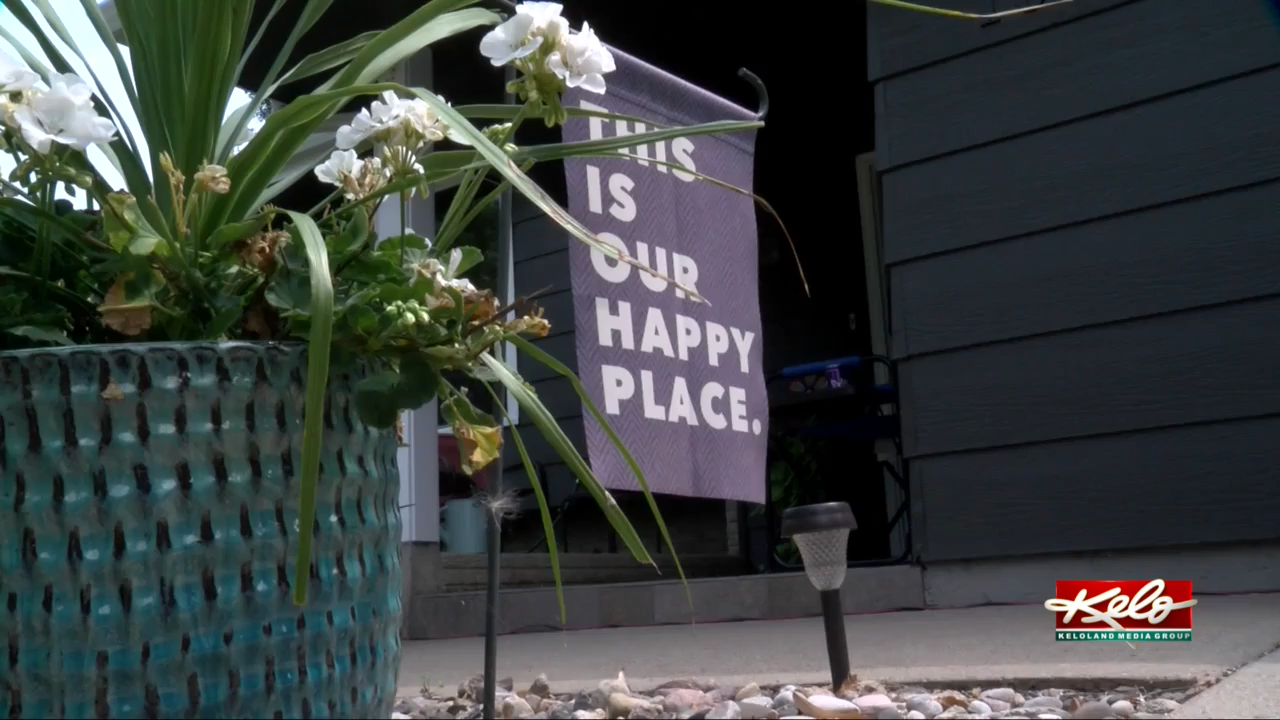 THIS
IS
OUR
HAPPY
PLACE.
Kelo
KELOLAND MEDIA GROUP